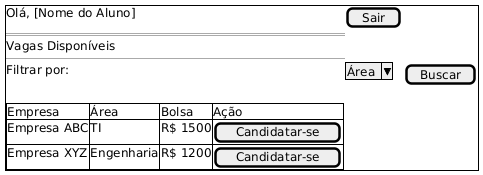 Olá, [Nome do Aluno] Sair
Vagas Disponíveis
Filtrar por: Área Buscar
Empresa Área Bolsa Ação
Empresa ABC TI R$ 1500 Candidatar-se
Empresa XYZ Engenharia R$ 1200 Candidatar-se